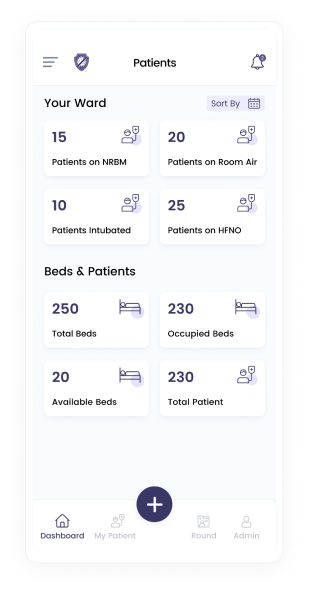 Patients
Your Ward
Sort By
15
Patients on NRBM
20
Patients on Room Air
10
Patients Intubated
25
Patients on HFNO
Beds & Patients
250
Total Beds
230
Occupied Beds
20
Available Beds
230
Total Patient
Dashboard
My Patient
Round
Admin